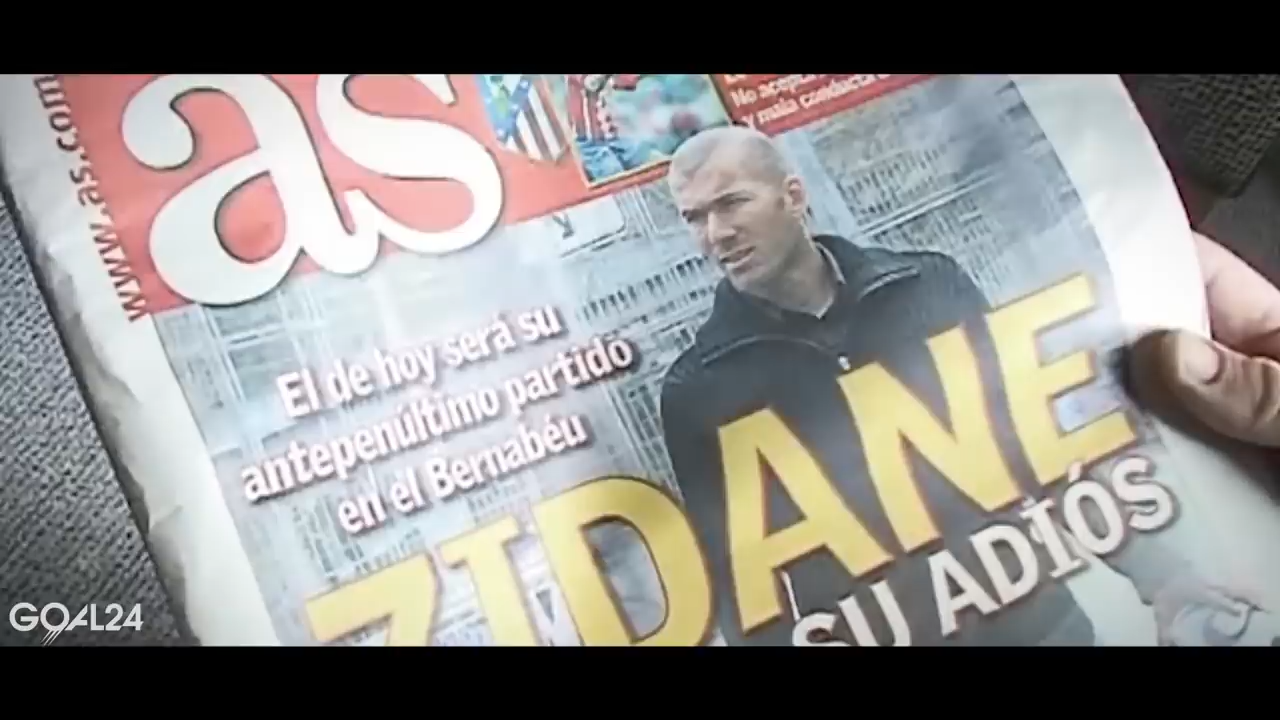 www.as.com
as
No acepta
y mala conducta
El de hoy será su
antepenúltimo partido
en el Bernabéu
ZIDANE
SU ADIÓS
GOAL24